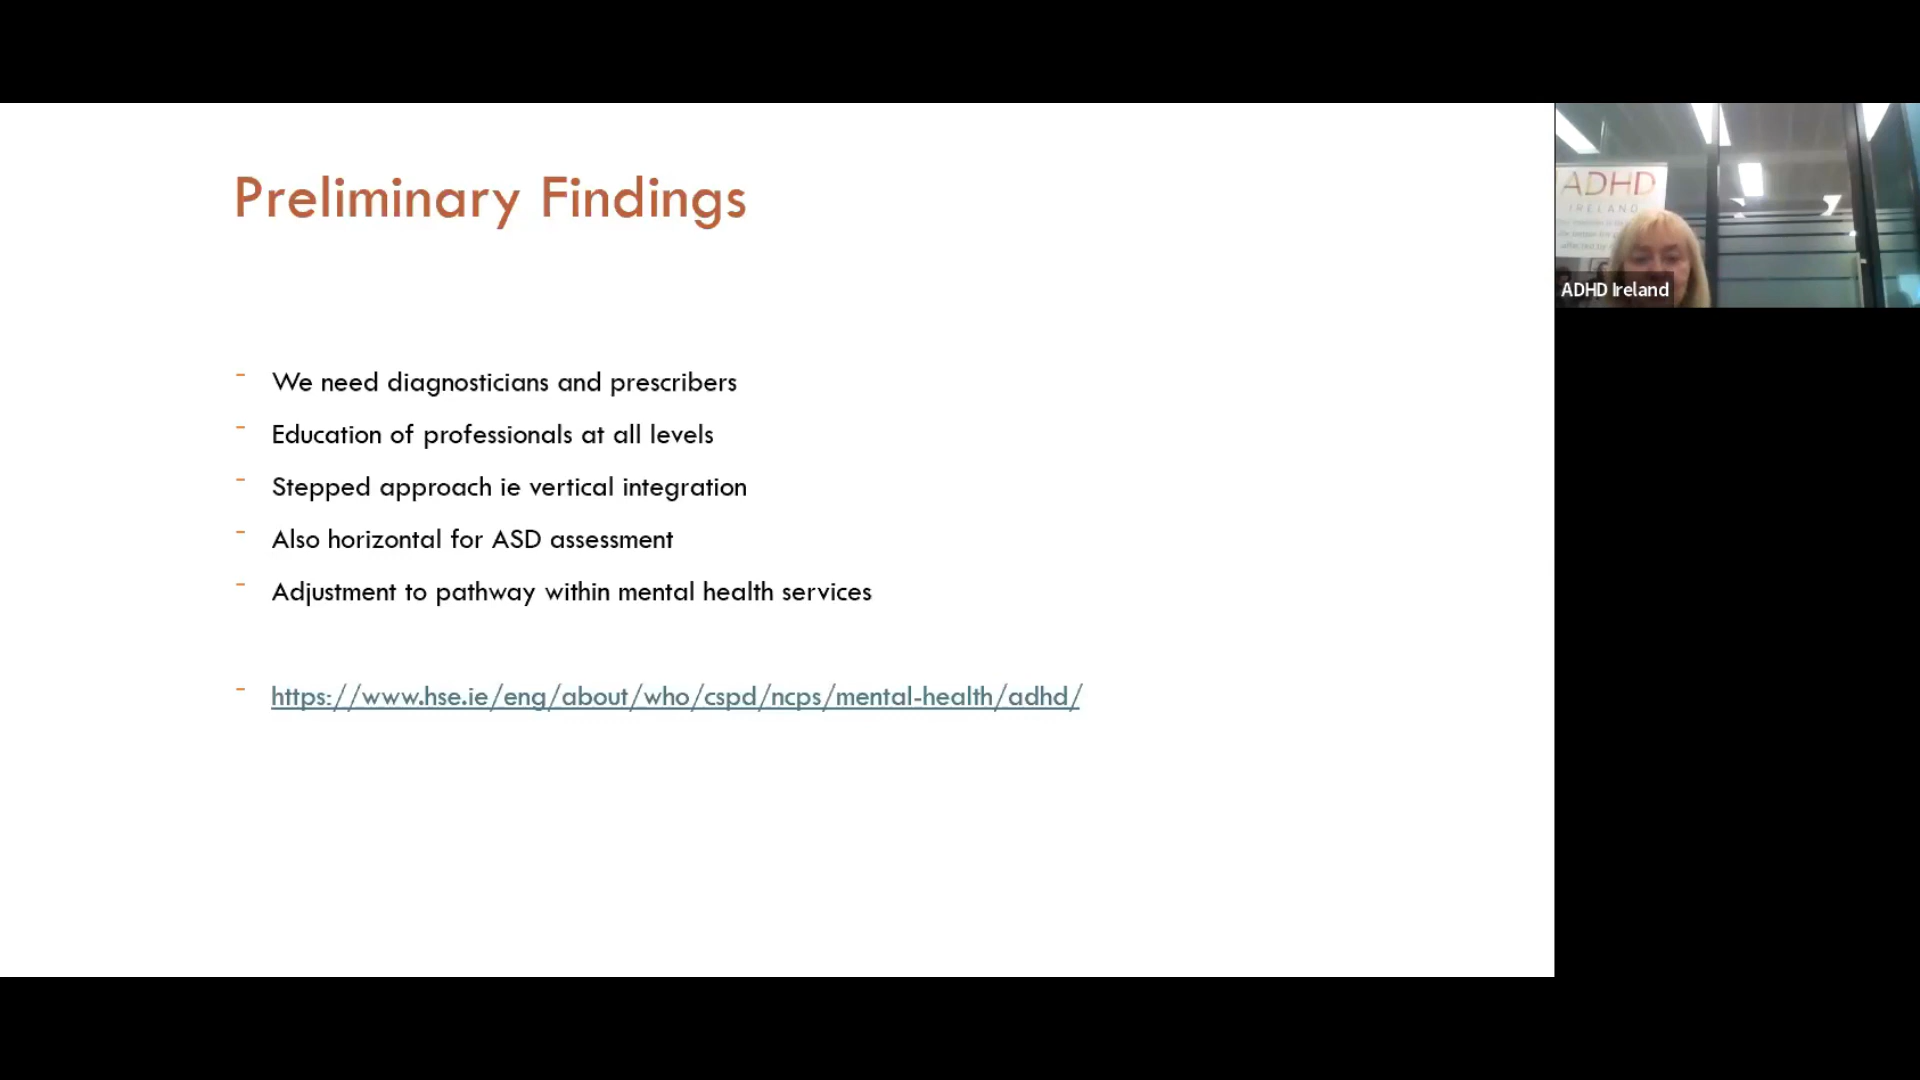 Preliminary Findings
- We need diagnosticians and prescribers
- Education of professionals at all levels
- Stepped approach ie vertical integration
- Also horizontal for ASD assessment
- Adjustment to pathway within mental health services
- https://www.hse.ie/eng/about/who/cspd/ncps/mental-health/adhd/
ADHD
IRELAND
ADHD Ireland